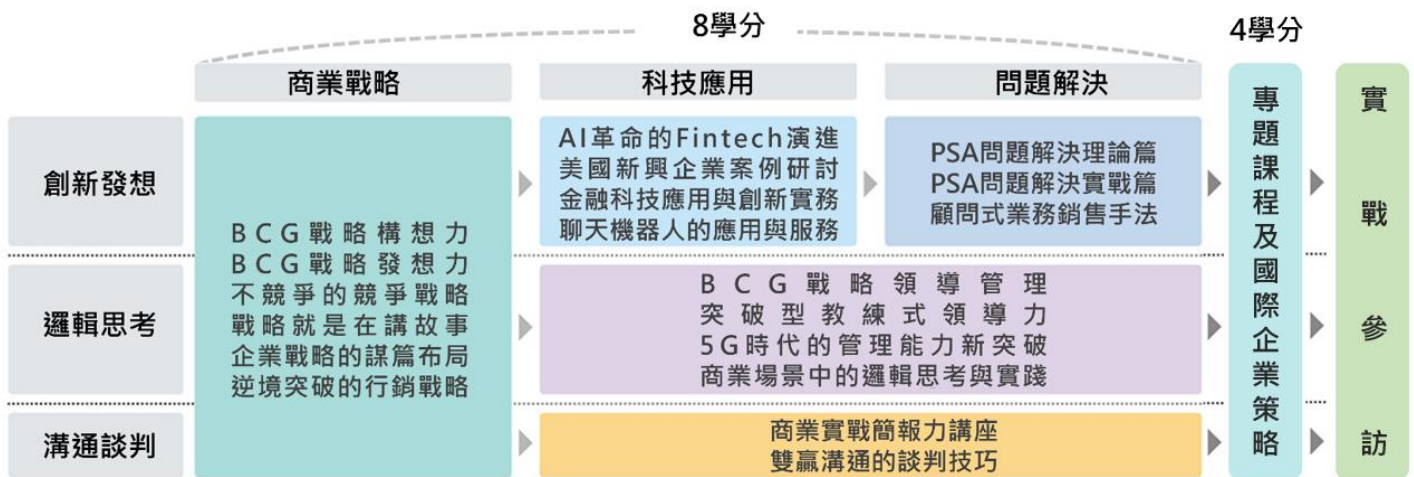 8學分
4學分
商業戰略
科技應用
問題解決
創新發想
邏輯思考
溝通談判
BCG戰略構想力
BCG戰略發想力
不競爭的競爭戰略
戰略就是在講故事
企業戰略的謀篇布局
逆境突破的行銷戰略
AI革命的Fintech演進
美國新興企業案例研討
金融科技應用與創新實務
聊天機器人的應用與服務
PSA問題解決理論篇
PSA問題解決實戰篇
顧問式業務銷售手法
BCG戰略領導管理
突破型教練式領導力
5G時代的管理能力新突破
商業場景中的邏輯思考與實踐
商業實戰簡報力講座
雙贏溝通的談判技巧
專題課程及國際企業策略
實戰參訪